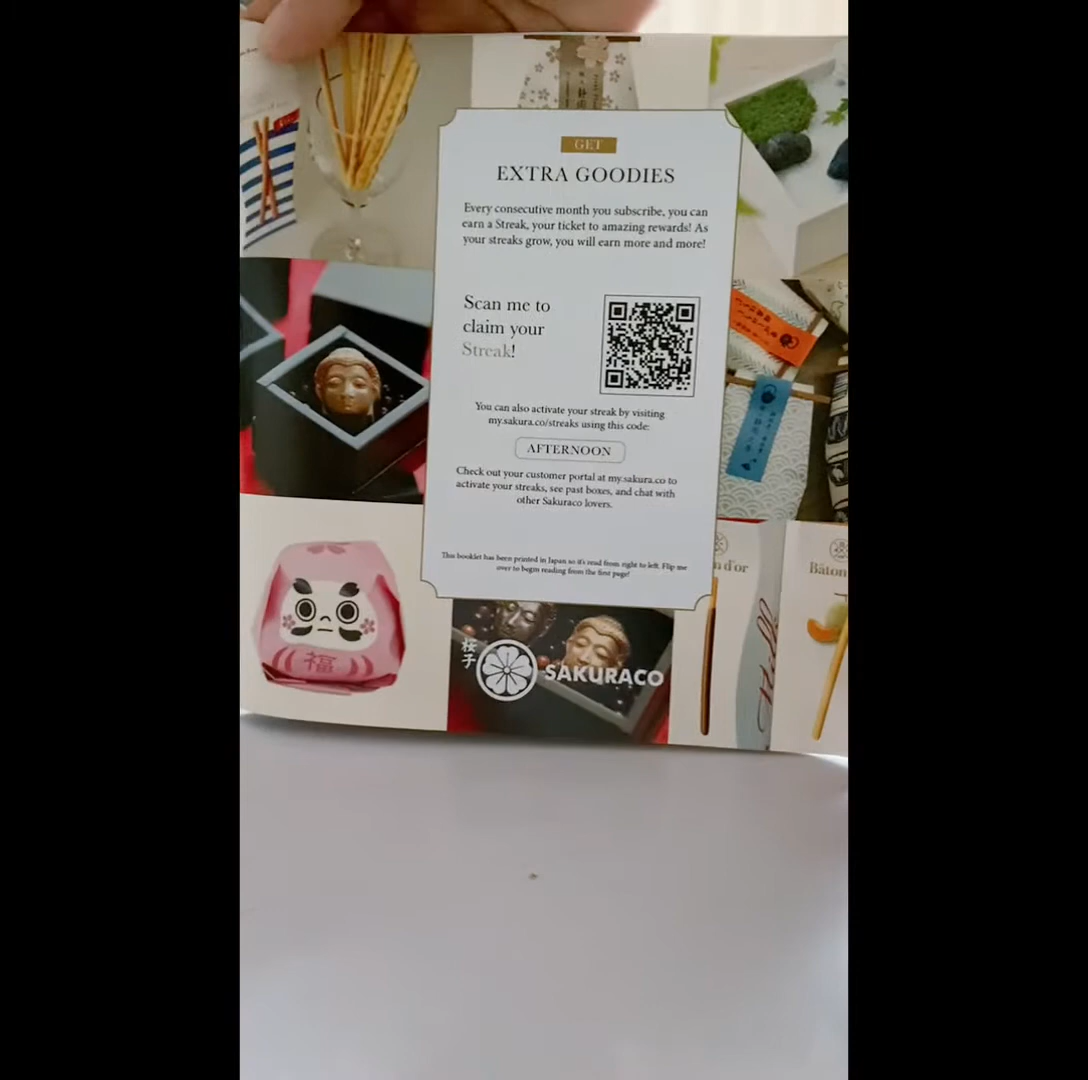 GET
EXTRA GOODIES
Every consecutive month you subscribe, you can
earn a Streak, your ticket to amazing rewards! As
your streaks grow, you will earn more and more!
Scan me to
claim your
Streak!
You can also activate your streak by visiting
my.sakura.co/streaks using this code:
AFTERNOON
Check out your customer portal at my.sakura.co to
activate your streaks, see past boxes, and chat with
other Sakuraco lovers.
This booklet has been printed in Japan so it's read from right to left. Flip me
over to begin reading from the first page!
d'or
Bâton
福
桜子
SAKURACO